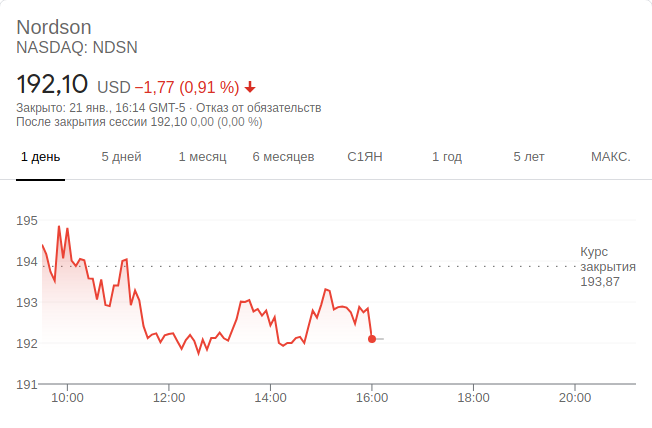 Nordson
NASDAQ: NDSN
192,10 USD −1,77 (0,91 %)
Закрыто: 21 янв., 16:14 GMT-5 · Отказ от обязательств
После закрытия сессии 192,10 0,00 (0,00 %)
1 день 5 дней 1 месяц 6 месяцев С1ЯН 1 год 5 лет МАКС.
195
194
193
192
191
Курс
закрытия
193,87
10:00 12:00 14:00 16:00 18:00 20:00